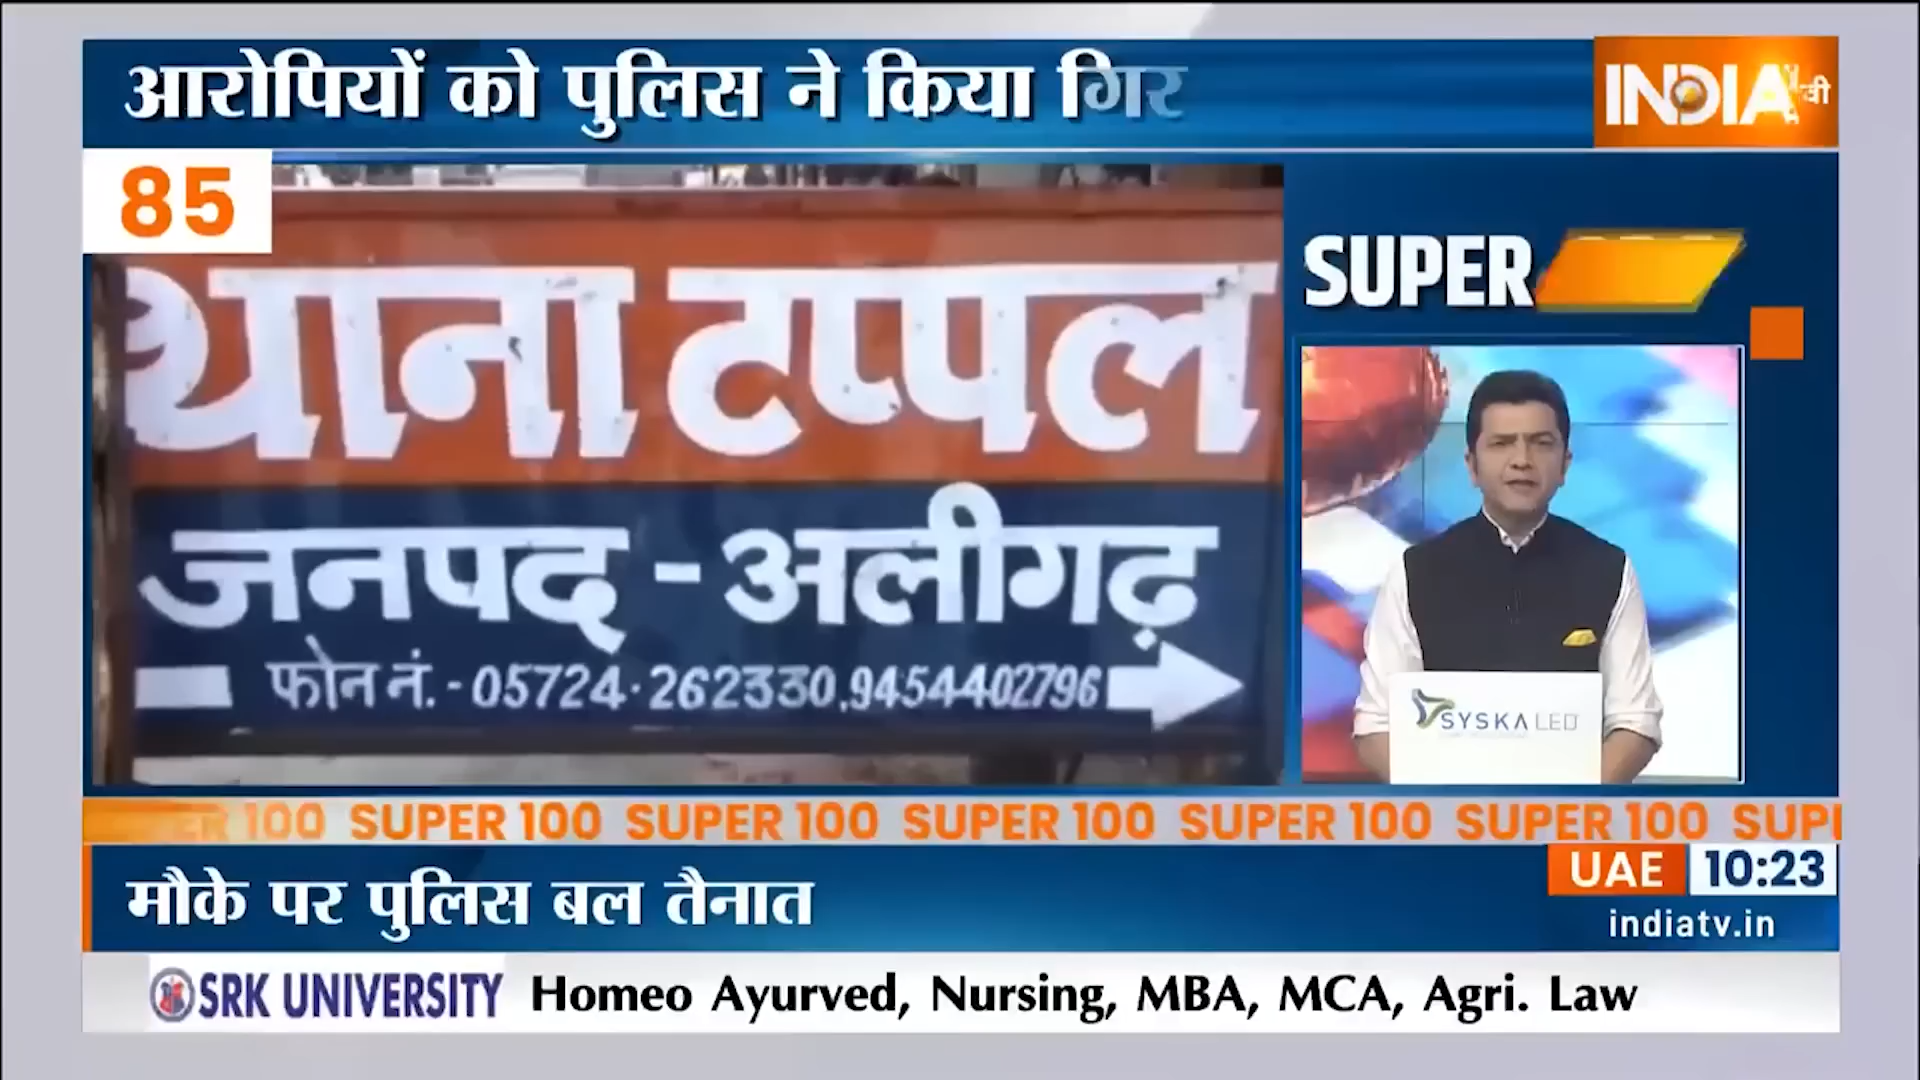 आरोपियों को पुलिस ने किया गिर
INDIA टीवी
85
थाना टप्पल
जनपद - अलीगढ़
फोन नं. - 05724-262330, 9454402796
SUPER
SYSKA LED
100 SUPER 100 SUPER 100 SUPER 100 SUPER 100 SUPER 100
मौके पर पुलिस बल तैनात
UAE 10:23
indiatv.in
SRK UNIVERSITY Homeo Ayurved, Nursing, MBA, MCA, Agri. Law